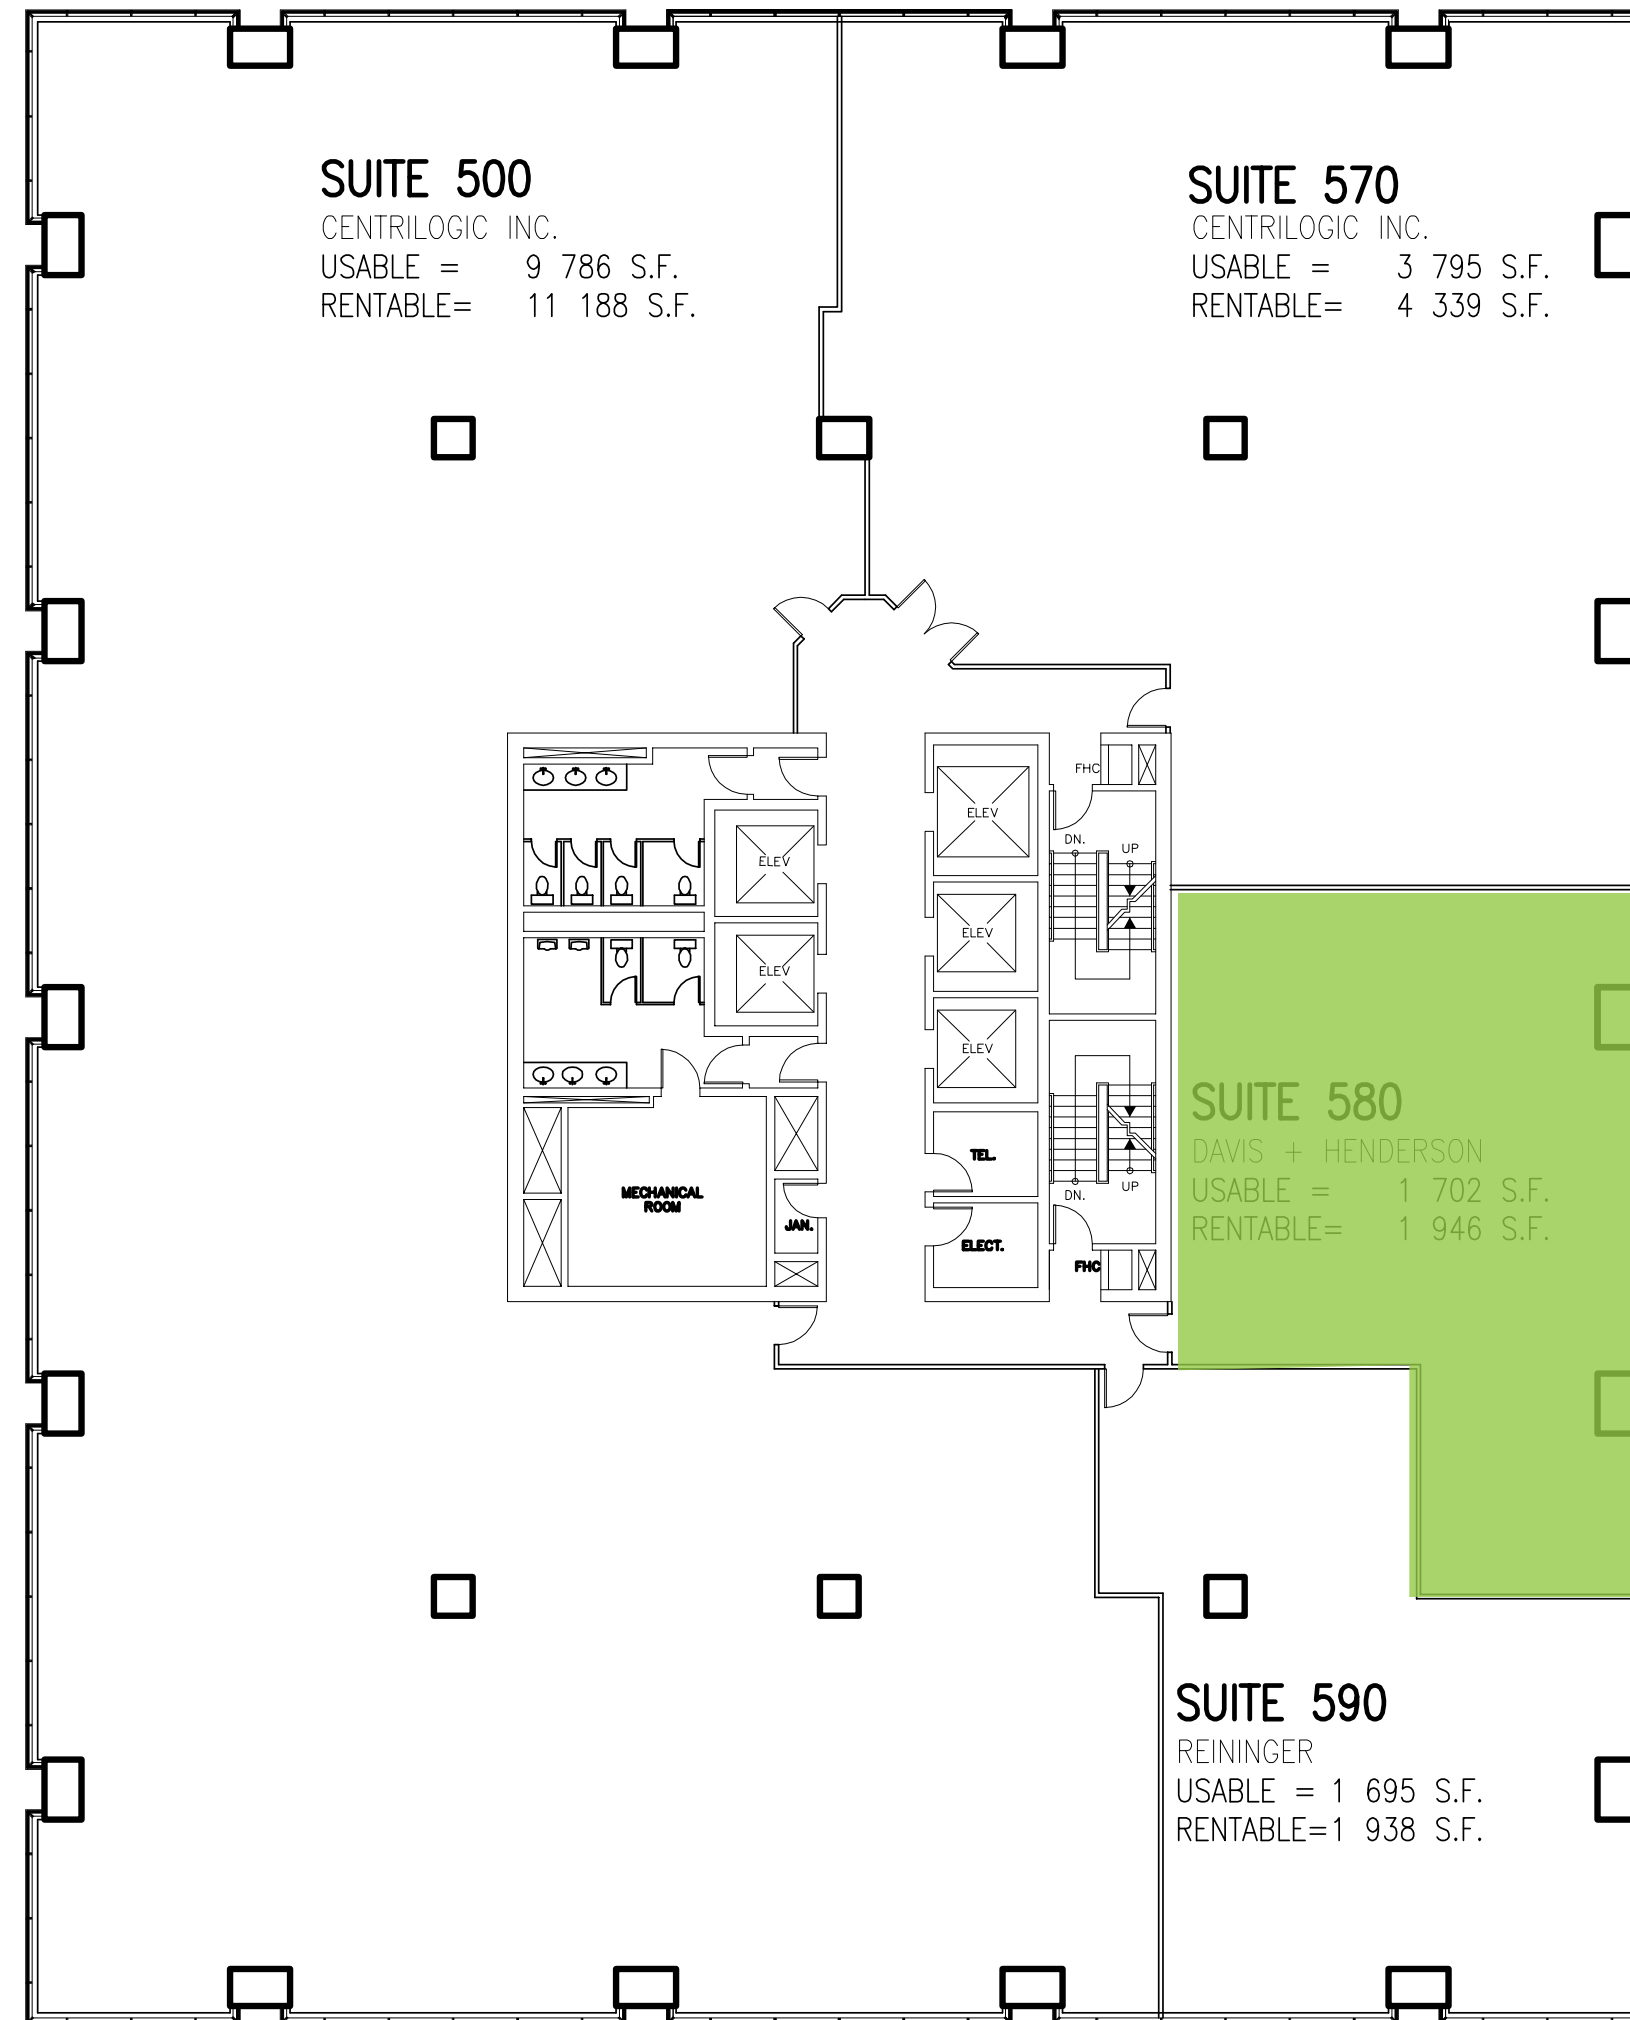 SUITE 500
CENTRILOGIC INC.
USABLE = 9 786 S.F.
RENTABLE= 11 188 S.F.
SUITE 570
CENTRILOGIC INC.
USABLE = 3 795 S.F.
RENTABLE= 4 339 S.F.
FHC
ELEV
DN.
UP
ELEV
ELEV
ELEV
ELEV
SUITE 580
DAVIS + HENDERSON
USABLE = 1 702 S.F.
RENTABLE= 1 946 S.F.
TEL.
MECHANICAL
ROOM
DN.
UP
JAN.
ELECT.
FHC
SUITE 590
REININGER
USABLE = 1 695 S.F.
RENTABLE=1 938 S.F.